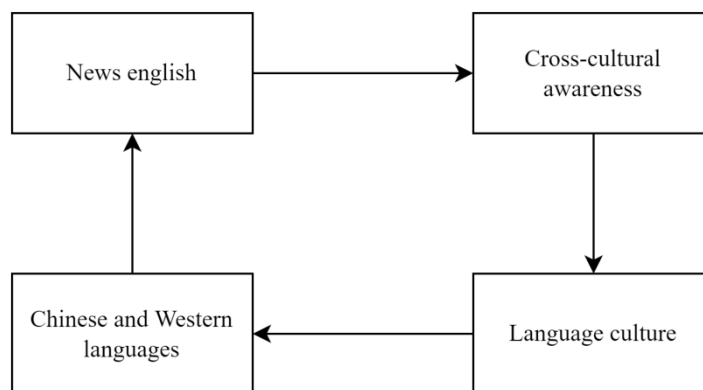 News english
Cross-cultural
awareness
Chinese and Western
languages
Language culture